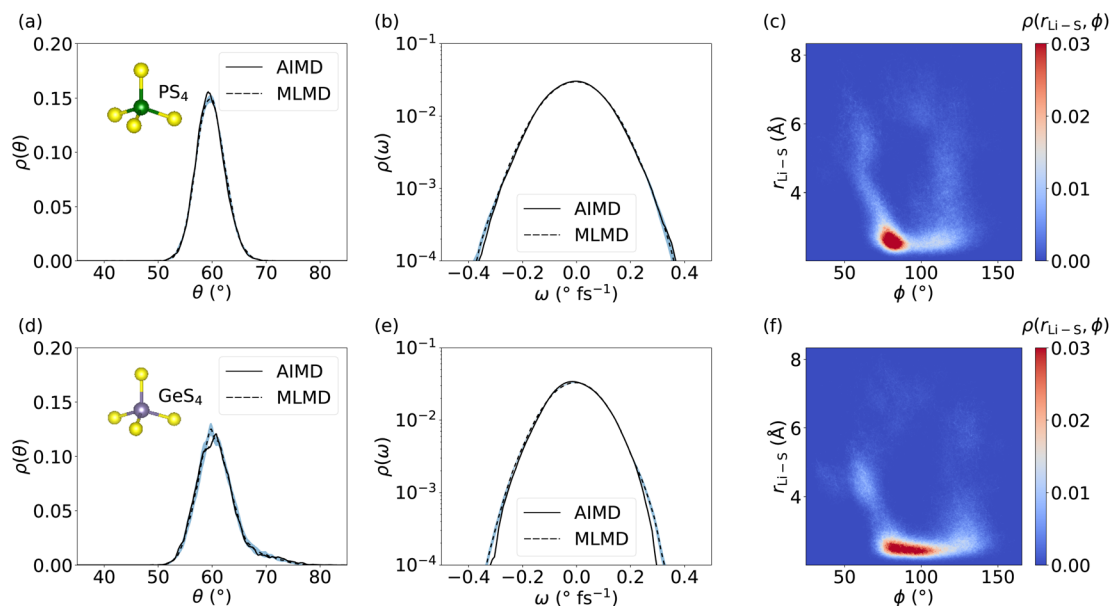 (a)
0.20
0.15
0.10
0.05
0.00
ρ(θ)
PS₄
AIMD
MLMD
40 50 60 70 80
θ (°)
(b)
10⁻¹
10⁻²
10⁻³
10⁻⁴
ρ(ω)
AIMD
MLMD
−0.4 −0.2 0.0 0.2 0.4
ω (° fs⁻¹)
(c)
ρ(r_Li−S, ϕ)
8
6
4
r_Li−S (Å)
50 100 150
ϕ (°)
0.03
0.02
0.01
0.00
(d)
0.20
0.15
0.10
0.05
0.00
ρ(θ)
GeS₄
AIMD
MLMD
40 50 60 70 80
θ (°)
(e)
10⁻¹
10⁻²
10⁻³
10⁻⁴
ρ(ω)
AIMD
MLMD
−0.4 −0.2 0.0 0.2 0.4
ω (° fs⁻¹)
(f)
ρ(r_Li−S, ϕ)
8
6
4
r_Li−S (Å)
50 100 150
ϕ (°)
0.03
0.02
0.01
0.00